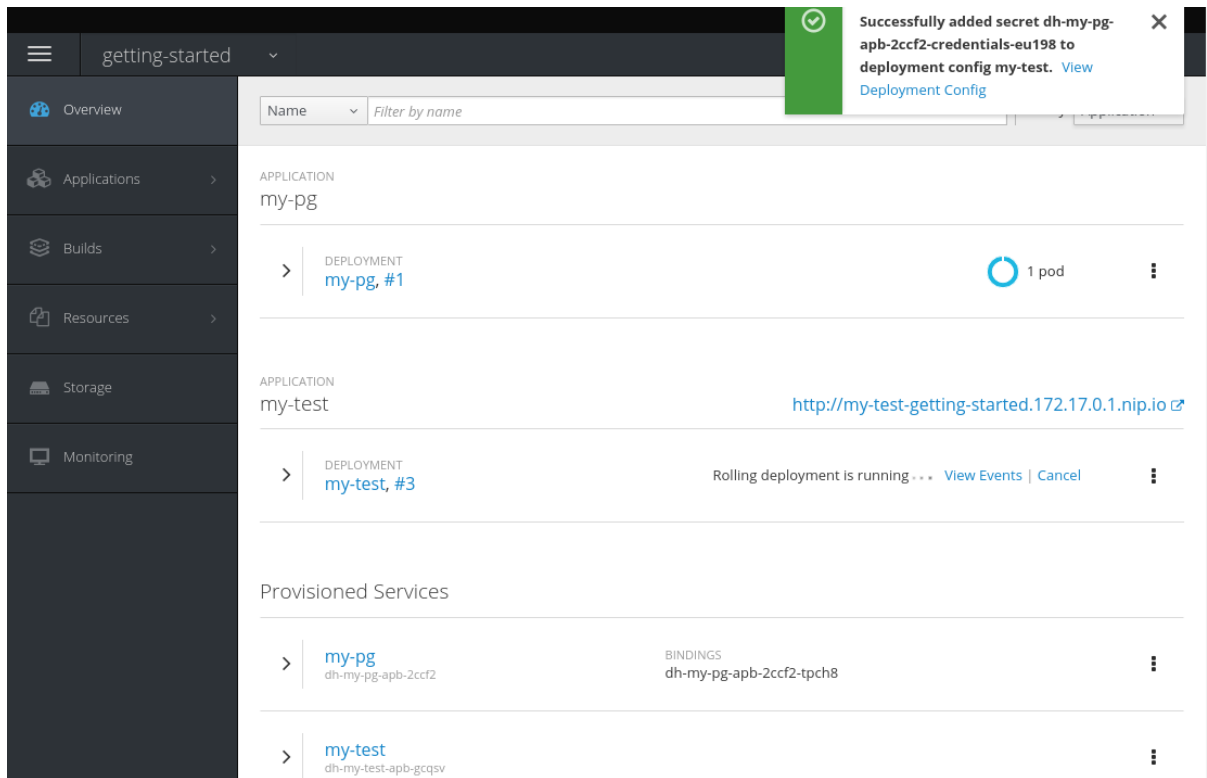 Successfully added secret dh-my-pg-
apb-2ccf2-credentials-eu198 to
deployment config my-test. View
Deployment Config
getting-started
Overview
Applications
Builds
Resources
Storage
Monitoring
Name
Filter by name
APPLICATION
my-pg
DEPLOYMENT
my-pg, #1
1 pod
APPLICATION
my-test
http://my-test-getting-started.172.17.0.1.nip.io
DEPLOYMENT
my-test, #3
Rolling deployment is running View Events | Cancel
Provisioned Services
my-pg
dh-my-pg-apb-2ccf2
BINDINGS
dh-my-pg-apb-2ccf2-tpch8
my-test
dh-my-test-apb-gcqsv